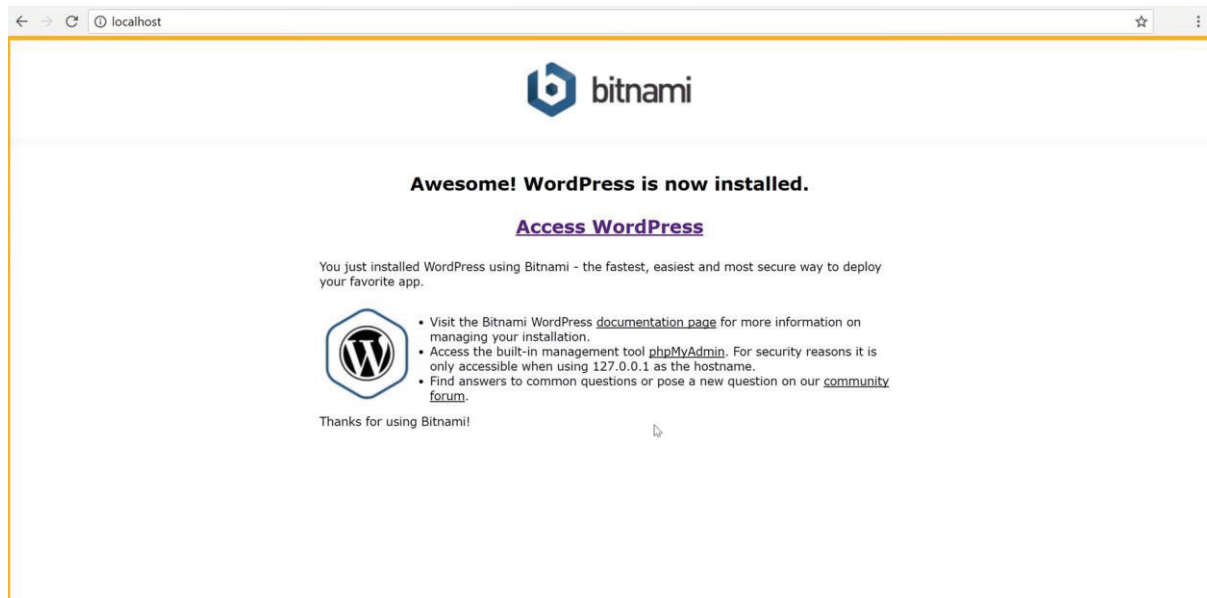 localhost
bitnami
Awesome! WordPress is now installed.
Access WordPress
You just installed WordPress using Bitnami - the fastest, easiest and most secure way to deploy
your favorite app.
• Visit the Bitnami WordPress documentation page for more information on
managing your installation.
• Access the built-in management tool phpMyAdmin. For security reasons it is
only accessible when using 127.0.0.1 as the hostname.
• Find answers to common questions or pose a new question on our community
forum.
Thanks for using Bitnami!